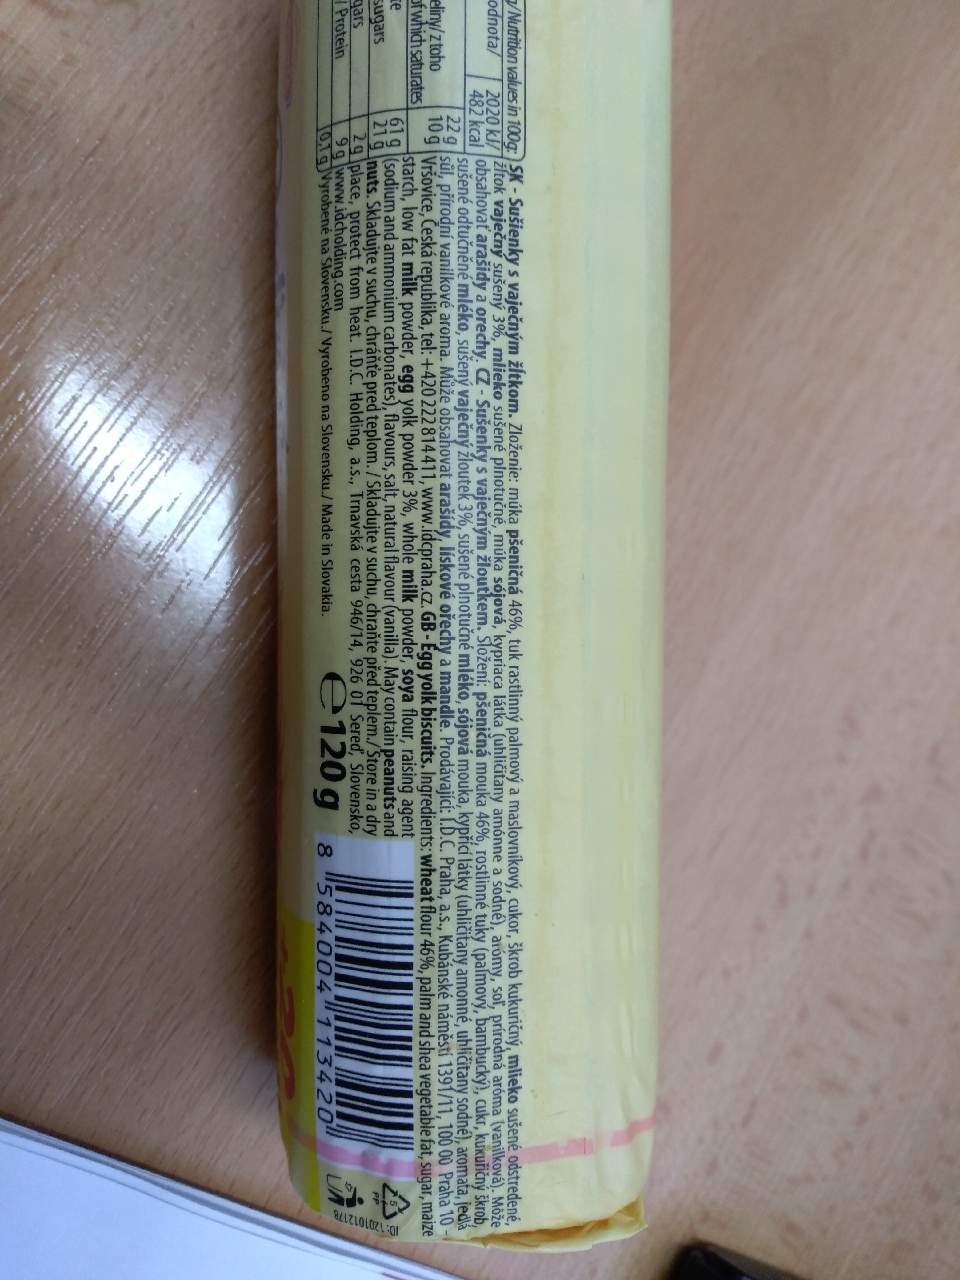 g/Nutrition values in 100g:
odnota/ 2020 kJ/
482 kcal
22 g
eliny/z toho
of which saturates 10 g
te 61 g
sugars 21 g
gars 2 g
/ Protein 9 g
0,1 g
SK - Sušienky s vaječným žĺtkom. Zloženie: múka pšeničná 46%, tuk rastlinný palmový a maslovníkový, cukor, škrob kukuričný, mlieko sušené odstredené,
žĺtok vaječný sušený 3%, mlieko sušené plnotučné, múka sójová, kypriaca látka (uhličitany amónne a sodné), arómy, soľ, prírodná aróma (vanilková). Môže
obsahovať arašidy a orechy. CZ - Sušenky s vaječným žloutkem. Složení: pšeničná mouka 46%, rostlinné tuky (palmový, bambucký), cukr, kukuřičný škrob,
sušené odtučněné mléko, sušený vaječný žloutek 3%, sušené plnotučné mléko, sójová mouka, kypřicí látky (uhličitany amonné, uhličitany sodné), aromata, jedlá
sůl, přírodní vanilkové aroma. Může obsahovat arašídy, lískové ořechy a mandle. Prodávající: I.D.C. Praha, a.s., Kubánské náměstí 1391/11, 100 00 Praha 10 -
Vršovice, Česká republika, tel: +420 222 814 411, www.idcpraha.cz. GB - Egg yolk biscuits. Ingredients: wheat flour 46%, palm and shea vegetable fat, sugar, maize
starch, low fat milk powder, egg yolk powder 3%, whole milk powder, soya flour, raising agent
(sodium and ammonium carbonates), flavours, salt, natural flavour (vanilla). May contain peanuts and
nuts. Skladujte v suchu, chráňte pred teplom. / Skladujte v suchu, chraňte před teplem. / Store in a dry
place, protect from heat. I.D.C. Holding, a.s., Trnavská cesta 946/14, 926 01 Sereď, Slovensko,
www.idcholding.com
Vyrobené na Slovensku./ Vyrobeno na Slovensku./ Made in Slovakia.
e 120 g
8 584004 113420
5
PP
ID: 1201012178